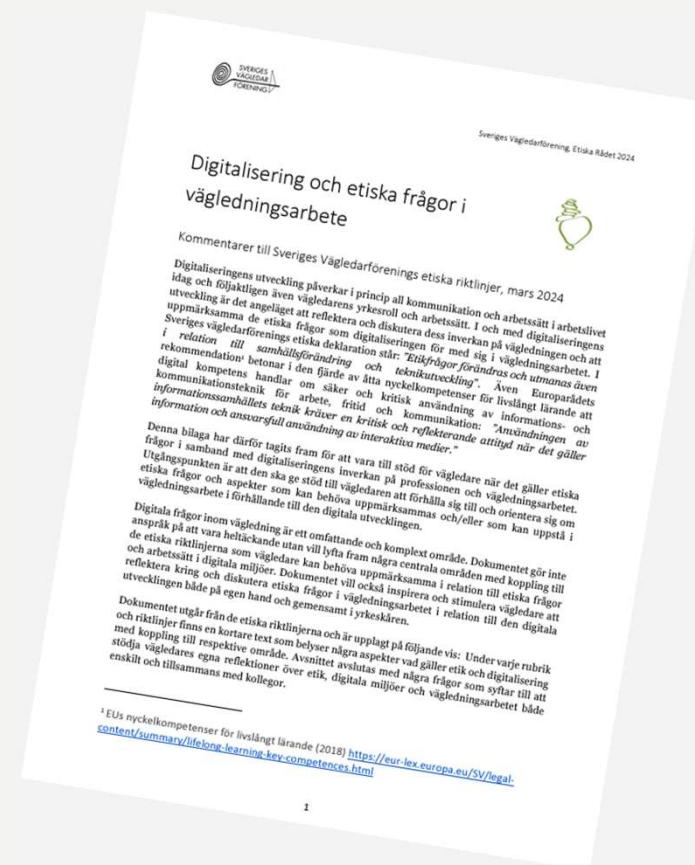 SVERIGES
VÄGLEDAR
FÖRENING
Sveriges Vägledarförening, Etiska Rådet 2024
Digitalisering och etiska frågor i
vägledningsarbete
Kommentarer till Sveriges Vägledarförenings etiska riktlinjer, mars 2024
Digitaliseringens utveckling påverkar i princip all kommunikation och arbetssätt i arbetslivet
idag och följaktligen även vägledarens yrkesroll och arbetssätt. I och med digitaliseringens
utveckling är det angeläget att reflektera och diskutera dess inverkan på vägledningen och att
uppmärksamma de etiska frågor som digitaliseringen för med sig i vägledningsarbetet. I
Sveriges vägledarförenings etiska deklaration står: "Etikfrågor förändras och utmanas även
i relation till samhällsförändring och teknikutveckling". Även Europarådets
rekommendation¹ betonar i den fjärde av åtta nyckelkompetenser för livslångt lärande att
digital kompetens handlar om säker och kritisk användning av informations- och
kommunikationsteknik för arbete, fritid och kommunikation: "Användningen av
informationssamhällets teknik kräver en kritisk och reflekterande attityd när det gäller
information och ansvarsfull användning av interaktiva medier."
Denna bilaga har därför tagits fram för att vara till stöd för vägledare när det gäller etiska
frågor i samband med digitaliseringens inverkan på professionen och vägledningsarbetet.
Utgångspunkten är att den ska ge stöd till vägledaren att förhålla sig till och orientera sig om
etiska frågor och aspekter som kan behöva uppmärksammas och/eller som kan uppstå i
vägledningsarbete i förhållande till den digitala utvecklingen.
Digitala frågor inom vägledning är ett omfattande och komplext område. Dokumentet gör inte
anspråk på att vara heltäckande utan vill lyfta fram några centrala områden med koppling till
de etiska riktlinjerna som vägledare kan behöva uppmärksamma i relation till etiska frågor
och arbetssätt i digitala miljöer. Dokumentet vill också inspirera och stimulera vägledare att
reflektera kring och diskutera etiska frågor i vägledningsarbetet i relation till den digitala
utvecklingen både på egen hand och gemensamt i yrkeskåren.
Dokumentet utgår från de etiska riktlinjerna och är upplagt på följande vis: Under varje rubrik
och riktlinjer finns en kortare text som belyser några aspekter vad gäller etik och digitalisering
med koppling till respektive område. Avsnittet avslutas med några frågor som syftar till att
stödja vägledares egna reflektioner över etik, digitala miljöer och vägledningsarbetet både
enskilt och tillsammans med kollegor.
¹ EUs nyckelkompetenser för livslångt lärande (2018) https://eur-lex.europa.eu/SV/legal-
content/summary/lifelong-learning-key-competences.html
1